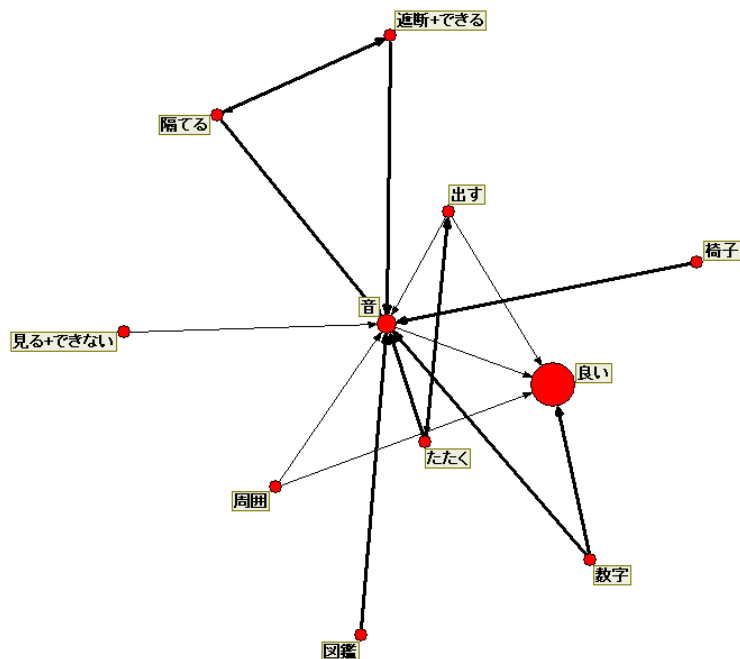 遮断+できる
隔てる
出す
椅子
音
見る+できない
良い
たたく
周囲
数字
図鑑